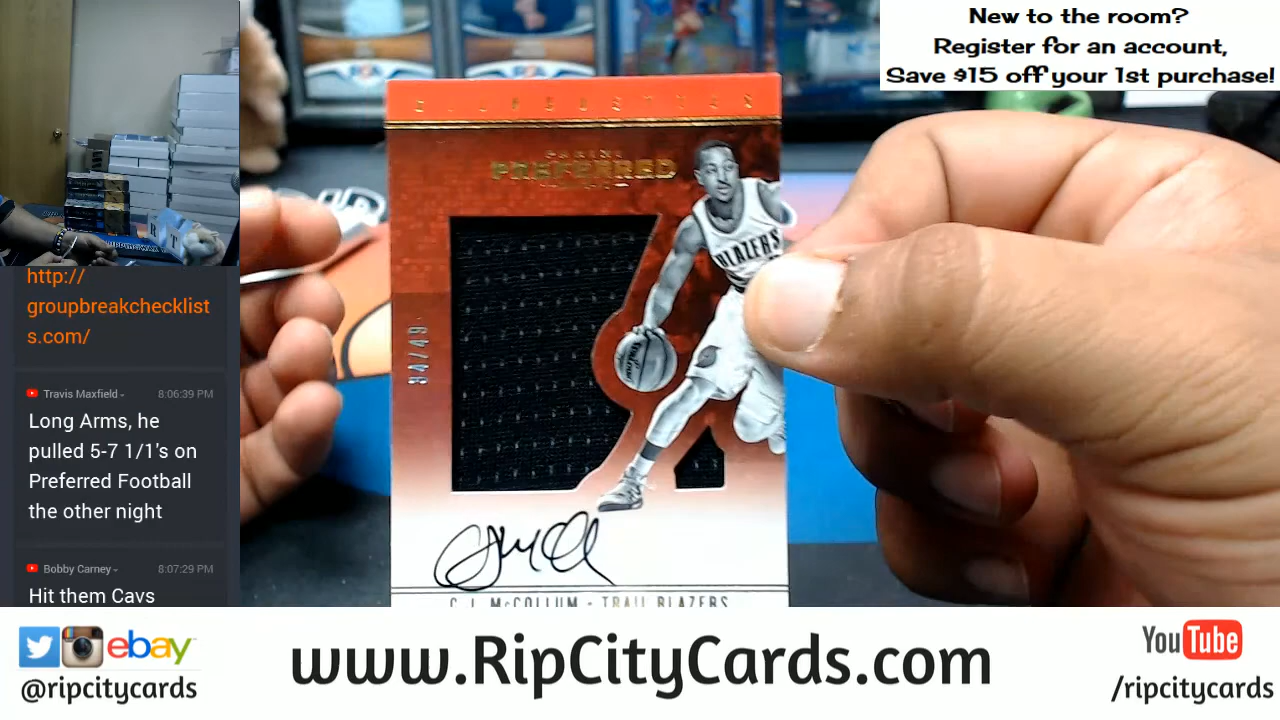 New to the room?
Register for an account,
Save $15 off your 1st purchase!
http://
groupbreakchecklist
s.com/
Travis Maxfield
8:06:39 PM
Long Arms, he
pulled 5-7 1/1's on
Preferred Football
the other night
Bobby Carney
8:07:29 PM
Hit them Cavs
SILHOUETTES
PANINI
PREFERRED
BLAZERS
34/49
C.J. McCOLLUM - TRAIL BLAZERS
ebay
@ripcitycards
www.RipCityCards.com
YouTube
/ripcitycards